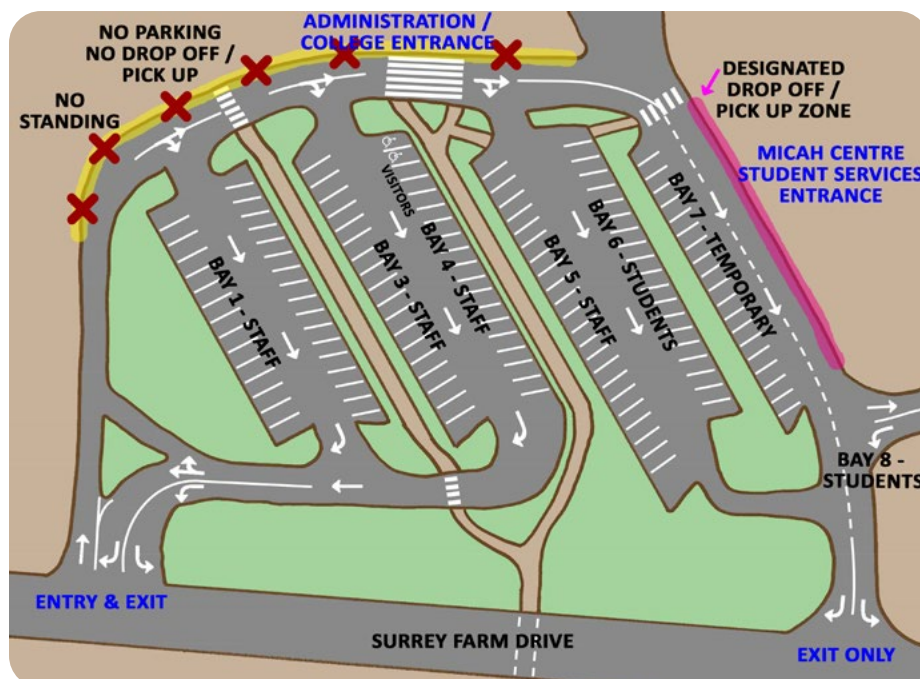 NO PARKING
NO DROP OFF /
PICK UP
ADMINISTRATION /
COLLEGE ENTRANCE
NO
STANDING
DESIGNATED
DROP OFF /
PICK UP ZONE
MICAH CENTRE
STUDENT SERVICES
ENTRANCE
VISITORS
BAY 1 - STAFF
BAY 3 - STAFF
BAY 4 - STAFF
BAY 5 - STAFF
BAY 6 - STUDENTS
BAY 7 - TEMPORARY
BAY 8 -
STUDENTS
ENTRY & EXIT
SURREY FARM DRIVE
EXIT ONLY